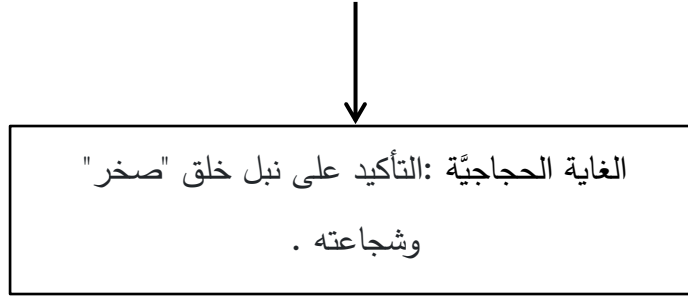 الغاية الحجاجيَّة :التأكيد على نبل خلق "صخر"
وشجاعته .